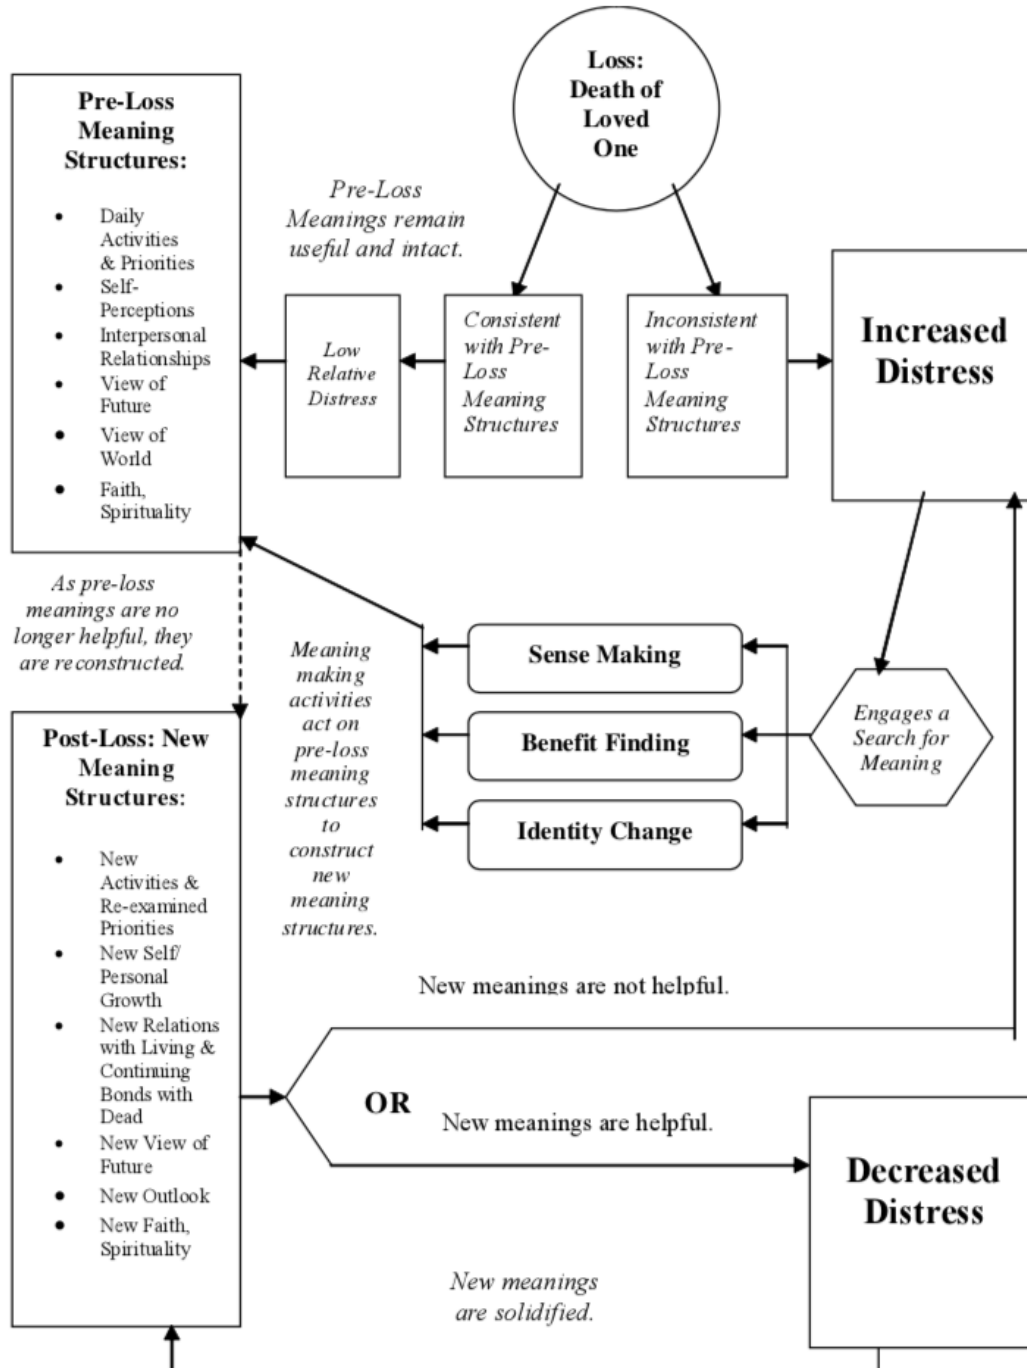 Loss:
Death of
Loved
One
Pre-Loss
Meaning
Structures:
• Daily
Activities
& Priorities
• Self-
Perceptions
• Interpersonal
Relationships
• View of
Future
• View of
World
• Faith,
Spirituality
Pre-Loss
Meanings remain
useful and intact.
Low
Relative
Distress
Consistent
with Pre-
Loss
Meaning
Structures
Inconsistent
with Pre-
Loss
Meaning
Structures
Increased
Distress
As pre-loss
meanings are no
longer helpful, they
are reconstructed.
Meaning
making
activities
act on
pre-loss
meaning
structures
to
construct
new
meaning
structures.
Sense Making
Benefit Finding
Identity Change
Engages a
Search for
Meaning
Post-Loss: New
Meaning
Structures:
• New
Activities &
Re-examined
Priorities
• New Self/
Personal
Growth
• New Relations
with Living &
Continuing
Bonds with
Dead
• New View of
Future
• New Outlook
• New Faith,
Spirituality
New meanings are not helpful.
OR
New meanings are helpful.
Decreased
Distress
New meanings
are solidified.